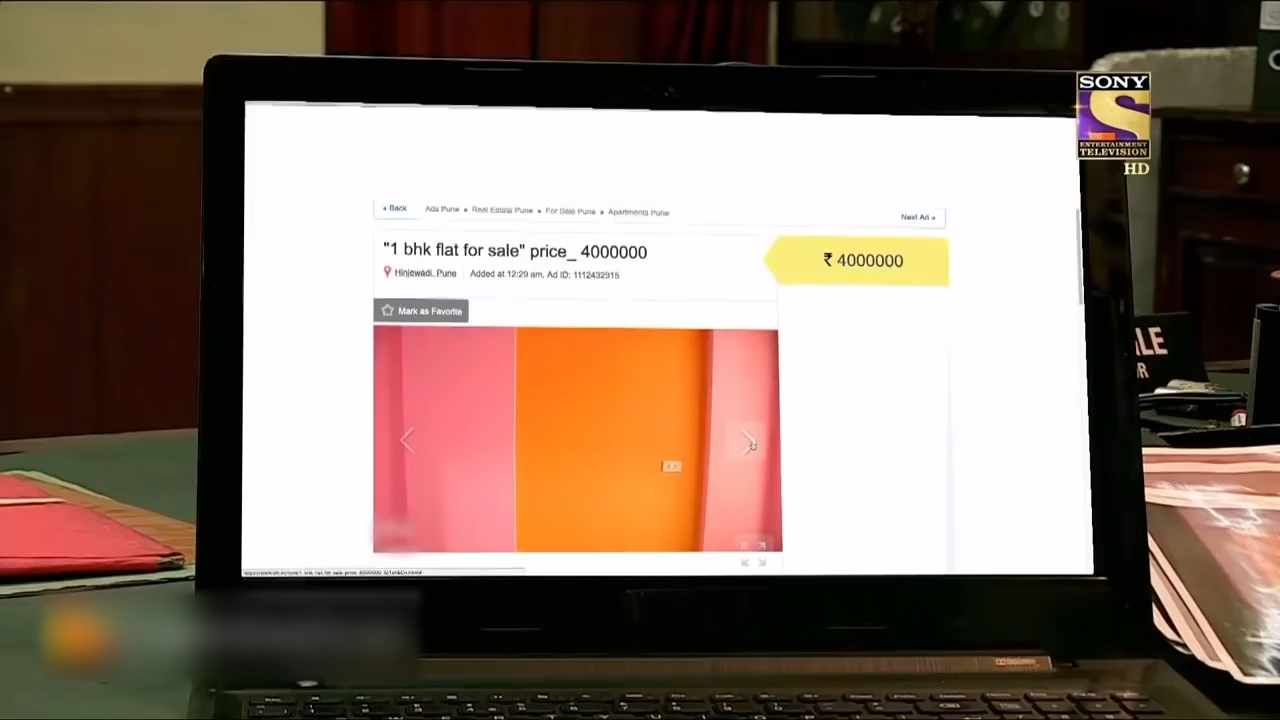 SONY
ENTERTAINMENT
TELEVISION
HD
« Back Ads Pune » Real Estate Pune » For Sale Pune » Apartments Pune
Next Ad »
"1 bhk flat for sale" price_ 4000000
₹ 4000000
Hinjewadi, Pune Added at 12:29 am, Ad ID: 1112432915
Mark as Favorite